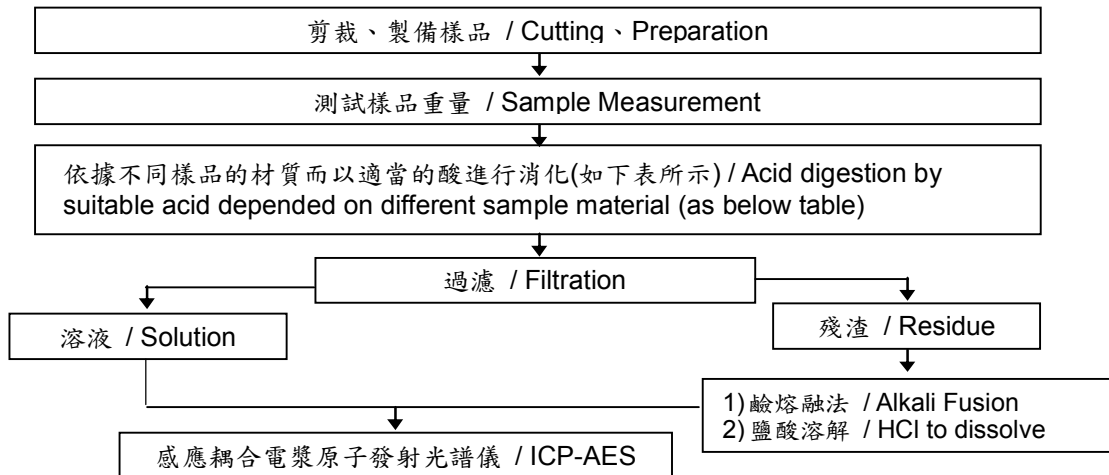 剪裁、製備樣品 / Cutting、Preparation
測試樣品重量 / Sample Measurement
依據不同樣品的材質而以適當的酸進行消化(如下表所示) / Acid digestion by
suitable acid depended on different sample material (as below table)
過濾 / Filtration
溶液 / Solution
殘渣 / Residue
1) 鹼熔融法 / Alkali Fusion
2) 鹽酸溶解 / HCl to dissolve
感應耦合電漿原子發射光譜儀 / ICP-AES